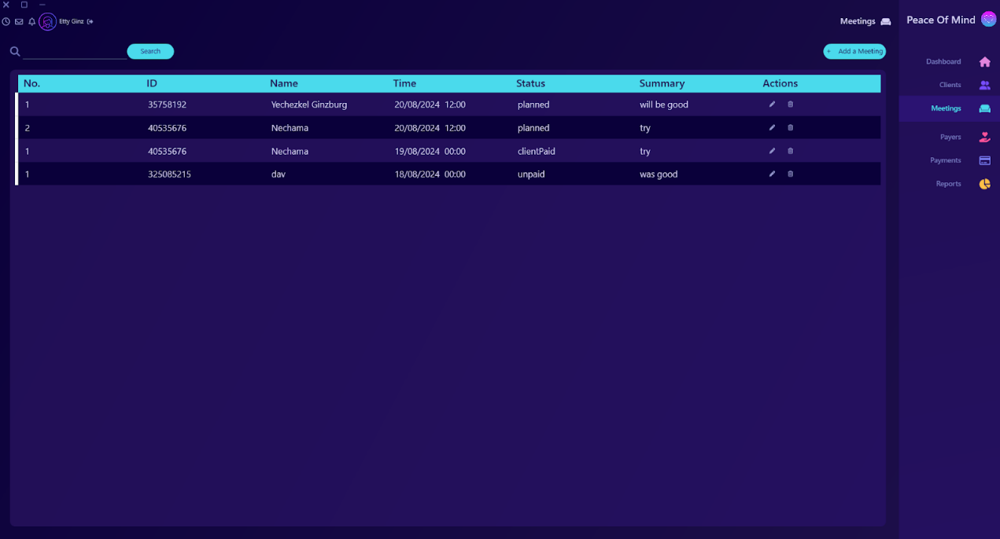 Etty Ginz
Meetings
Peace Of Mind
Search
+ Add a Meeting
Dashboard
Clients
Meetings
Payers
Payments
Reports
No. ID Name Time Status Summary Actions
1 35758192 Yechezkel Ginzburg 20/08/2024 12:00 planned will be good
2 40535676 Nechama 20/08/2024 12:00 planned try
1 40535676 Nechama 19/08/2024 00:00 clientPaid try
1 325085215 dav 18/08/2024 00:00 unpaid was good